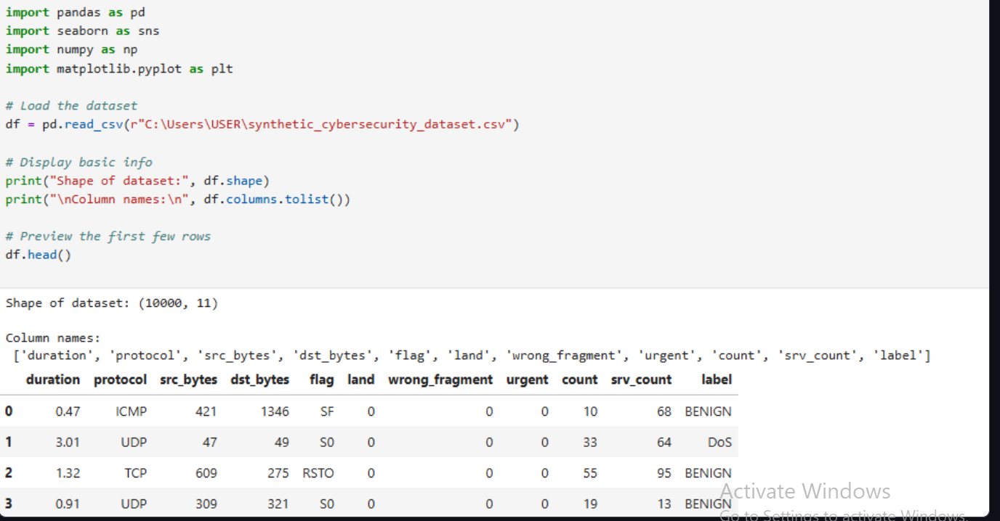 import pandas as pd
import seaborn as sns
import numpy as np
import matplotlib.pyplot as plt
# Load the dataset
df = pd.read_csv(r"C:\Users\USER\synthetic_cybersecurity_dataset.csv")
# Display basic info
print("Shape of dataset:", df.shape)
print("\nColumn names:\n", df.columns.tolist())
# Preview the first few rows
df.head()
Shape of dataset: (10000, 11)
Column names:
['duration', 'protocol', 'src_bytes', 'dst_bytes', 'flag', 'land', 'wrong_fragment', 'urgent', 'count', 'srv_count', 'label']
duration protocol src_bytes dst_bytes flag land wrong_fragment urgent count srv_count label
0 0.47 ICMP 421 1346 SF 0 0 0 10 68 BENIGN
1 3.01 UDP 47 49 S0 0 0 0 33 64 DoS
2 1.32 TCP 609 275 RSTO 0 0 0 55 95 BENIGN
3 0.91 UDP 309 321 S0 0 0 0 19 13 BENIGN
Activate Windows
Go to Settings to activate Windows.